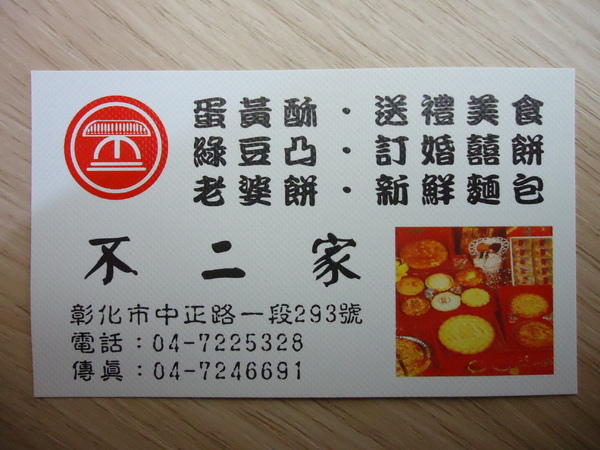 蛋黃酥・送禮美食
綠豆凸・訂婚囍餅
老婆餅・新鮮麵包
不二家
彰化市中正路一段293號
電話：04-7225328
傳真：04-7246691